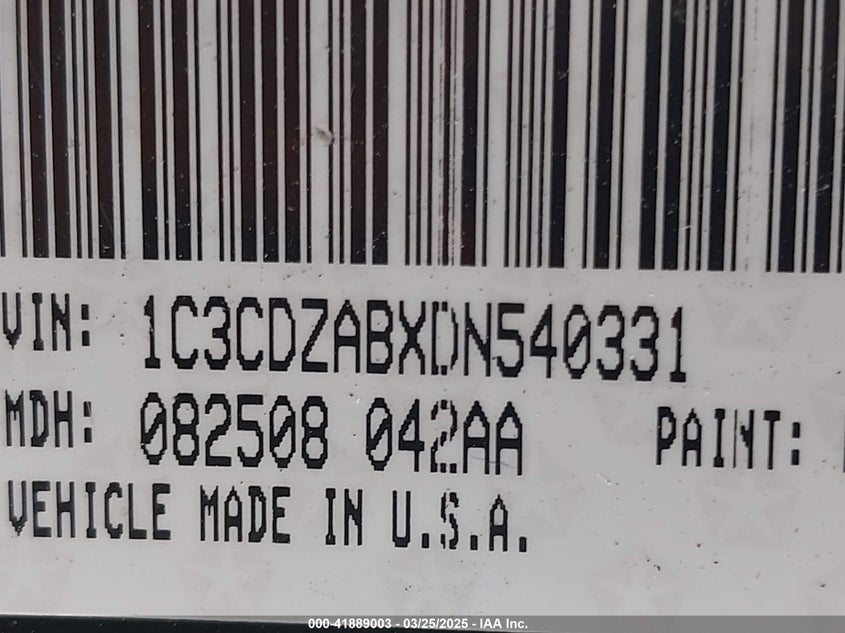 VIN: 1C3CDZABXDN540331
MDH: 082508 042AA PAINT:
VEHICLE MADE IN U.S.A.
000-41889003 - 03/25/2025 - IAA Inc.